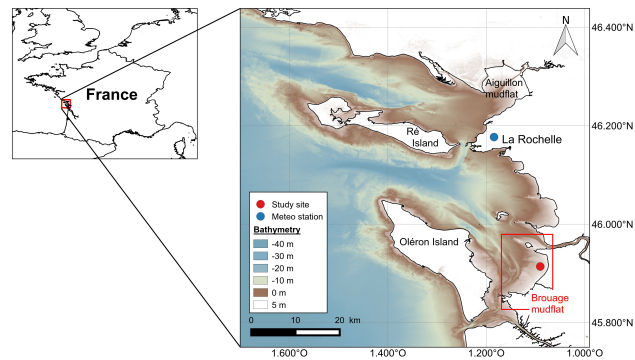 France
N
46.400°N
46.200°N
46.000°N
45.800°N
Aiguillon
mudflat
Ré
Island
La Rochelle
Oléron Island
Brouage
mudflat
Study site
Meteo station
Bathymetry
-40 m
-30 m
-20 m
-10 m
0 m
5 m
0 10 20 km
1.600°O 1.400°O 1.200°O 1.000°O